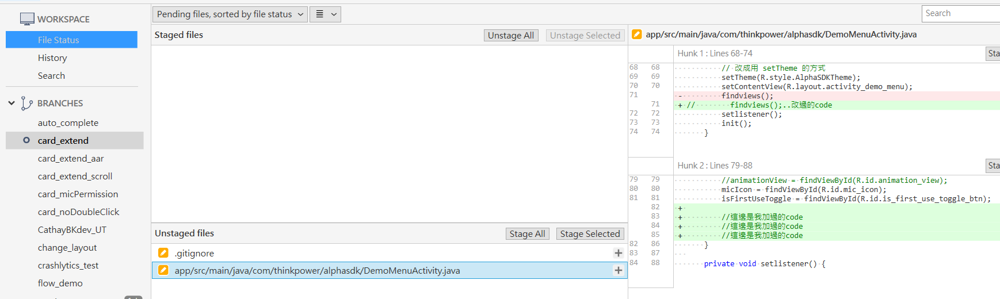 WORKSPACE
File Status
History
Search
BRANCHES
auto_complete
card_extend
card_extend_aar
card_extend_scroll
card_micPermission
card_noDoubleClick
CathayBKdev_UT
change_layout
crashlytics_test
flow_demo
Pending files, sorted by file status
Search
Staged files
Unstage All
Unstage Selected
Unstaged files
Stage All
Stage Selected
.gitignore
app/src/main/java/com/thinkpower/alphasdk/DemoMenuActivity.java
app/src/main/java/com/thinkpower/alphasdk/DemoMenuActivity.java
Hunk 1 : Lines 68-74
Sta
68 68 // 改成用 setTheme 的方式
69 69 setTheme(R.style.AlphaSDKTheme);
70 70 setContentView(R.layout.activity_demo_menu);
71 - findviews();
71 + // findviews();..改過的code
72 72 setlistener();
73 73 init();
74 74 }
Hunk 2 : Lines 79-88
Sta
79 79 //animationView = findViewById(R.id.animation_view);
80 80 micIcon = findViewById(R.id.mic_icon);
81 81 isFirstUseToggle = findViewById(R.id.is_first_use_toggle_btn);
82 +
83 + //這邊是我加過的code
84 + //這邊是我加過的code
85 + //這邊是我加過的code
82 86 }
83 87
84 88 private void setlistener() {